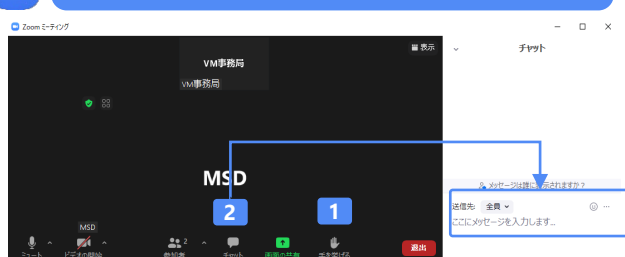 Zoom ミーティング
表示
チャット
VM事務局
VM事務局
MSD
メッセージは誰に表示されますか?
送信先: 全員
ここにメッセージを入力します...
2
1
MSD
ミュート
ビデオの開始
2
参加者
チャット
画面の共有
手を挙げる
退出